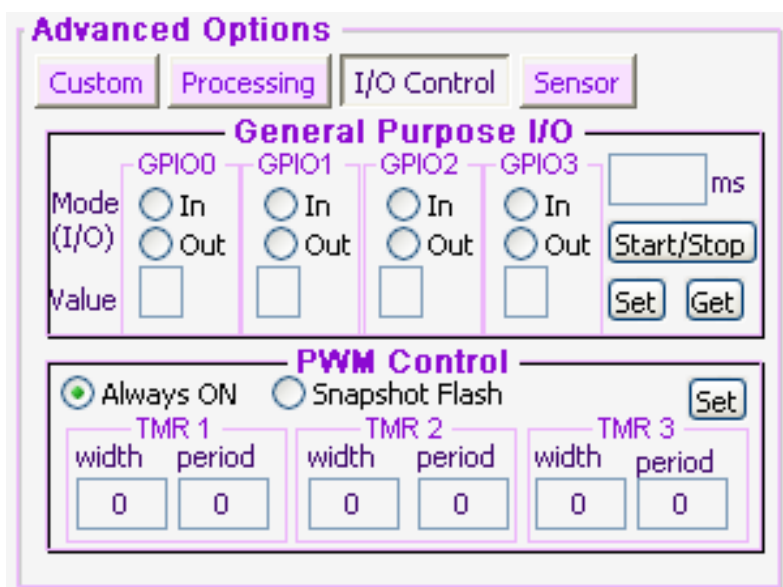 Advanced Options
Custom Processing I/O Control Sensor
General Purpose I/O
GPIO0 GPIO1 GPIO2 GPIO3
ms
Mode In In In In
(I/O) Out Out Out Out Start/Stop
Value Set Get
PWM Control
Always ON Snapshot Flash Set
TMR 1 TMR 2 TMR 3
width period width period width period
0 0 0 0 0 0